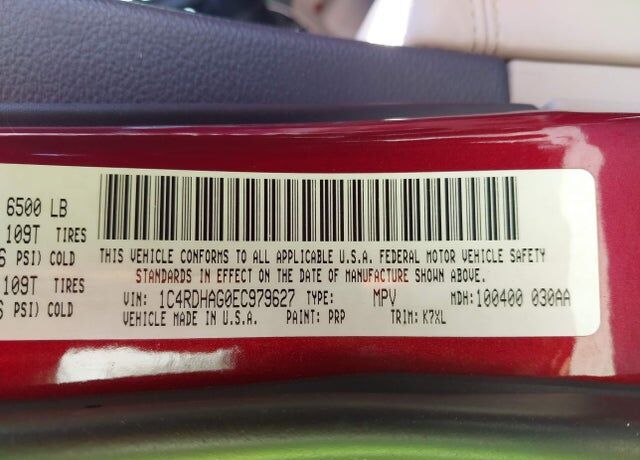 6500 LB
109T TIRES
6 PSI) COLD
109T TIRES
6 PSI) COLD
THIS VEHICLE CONFORMS TO ALL APPLICABLE U.S.A. FEDERAL MOTOR VEHICLE SAFETY
STANDARDS IN EFFECT ON THE DATE OF MANUFACTURE SHOWN ABOVE.
VIN: 1C4RDHAG0EC979627 TYPE: MPV MDH: 100400 030AA
VEHICLE MADE IN U.S.A. PAINT: PRP TRIM: K7XL